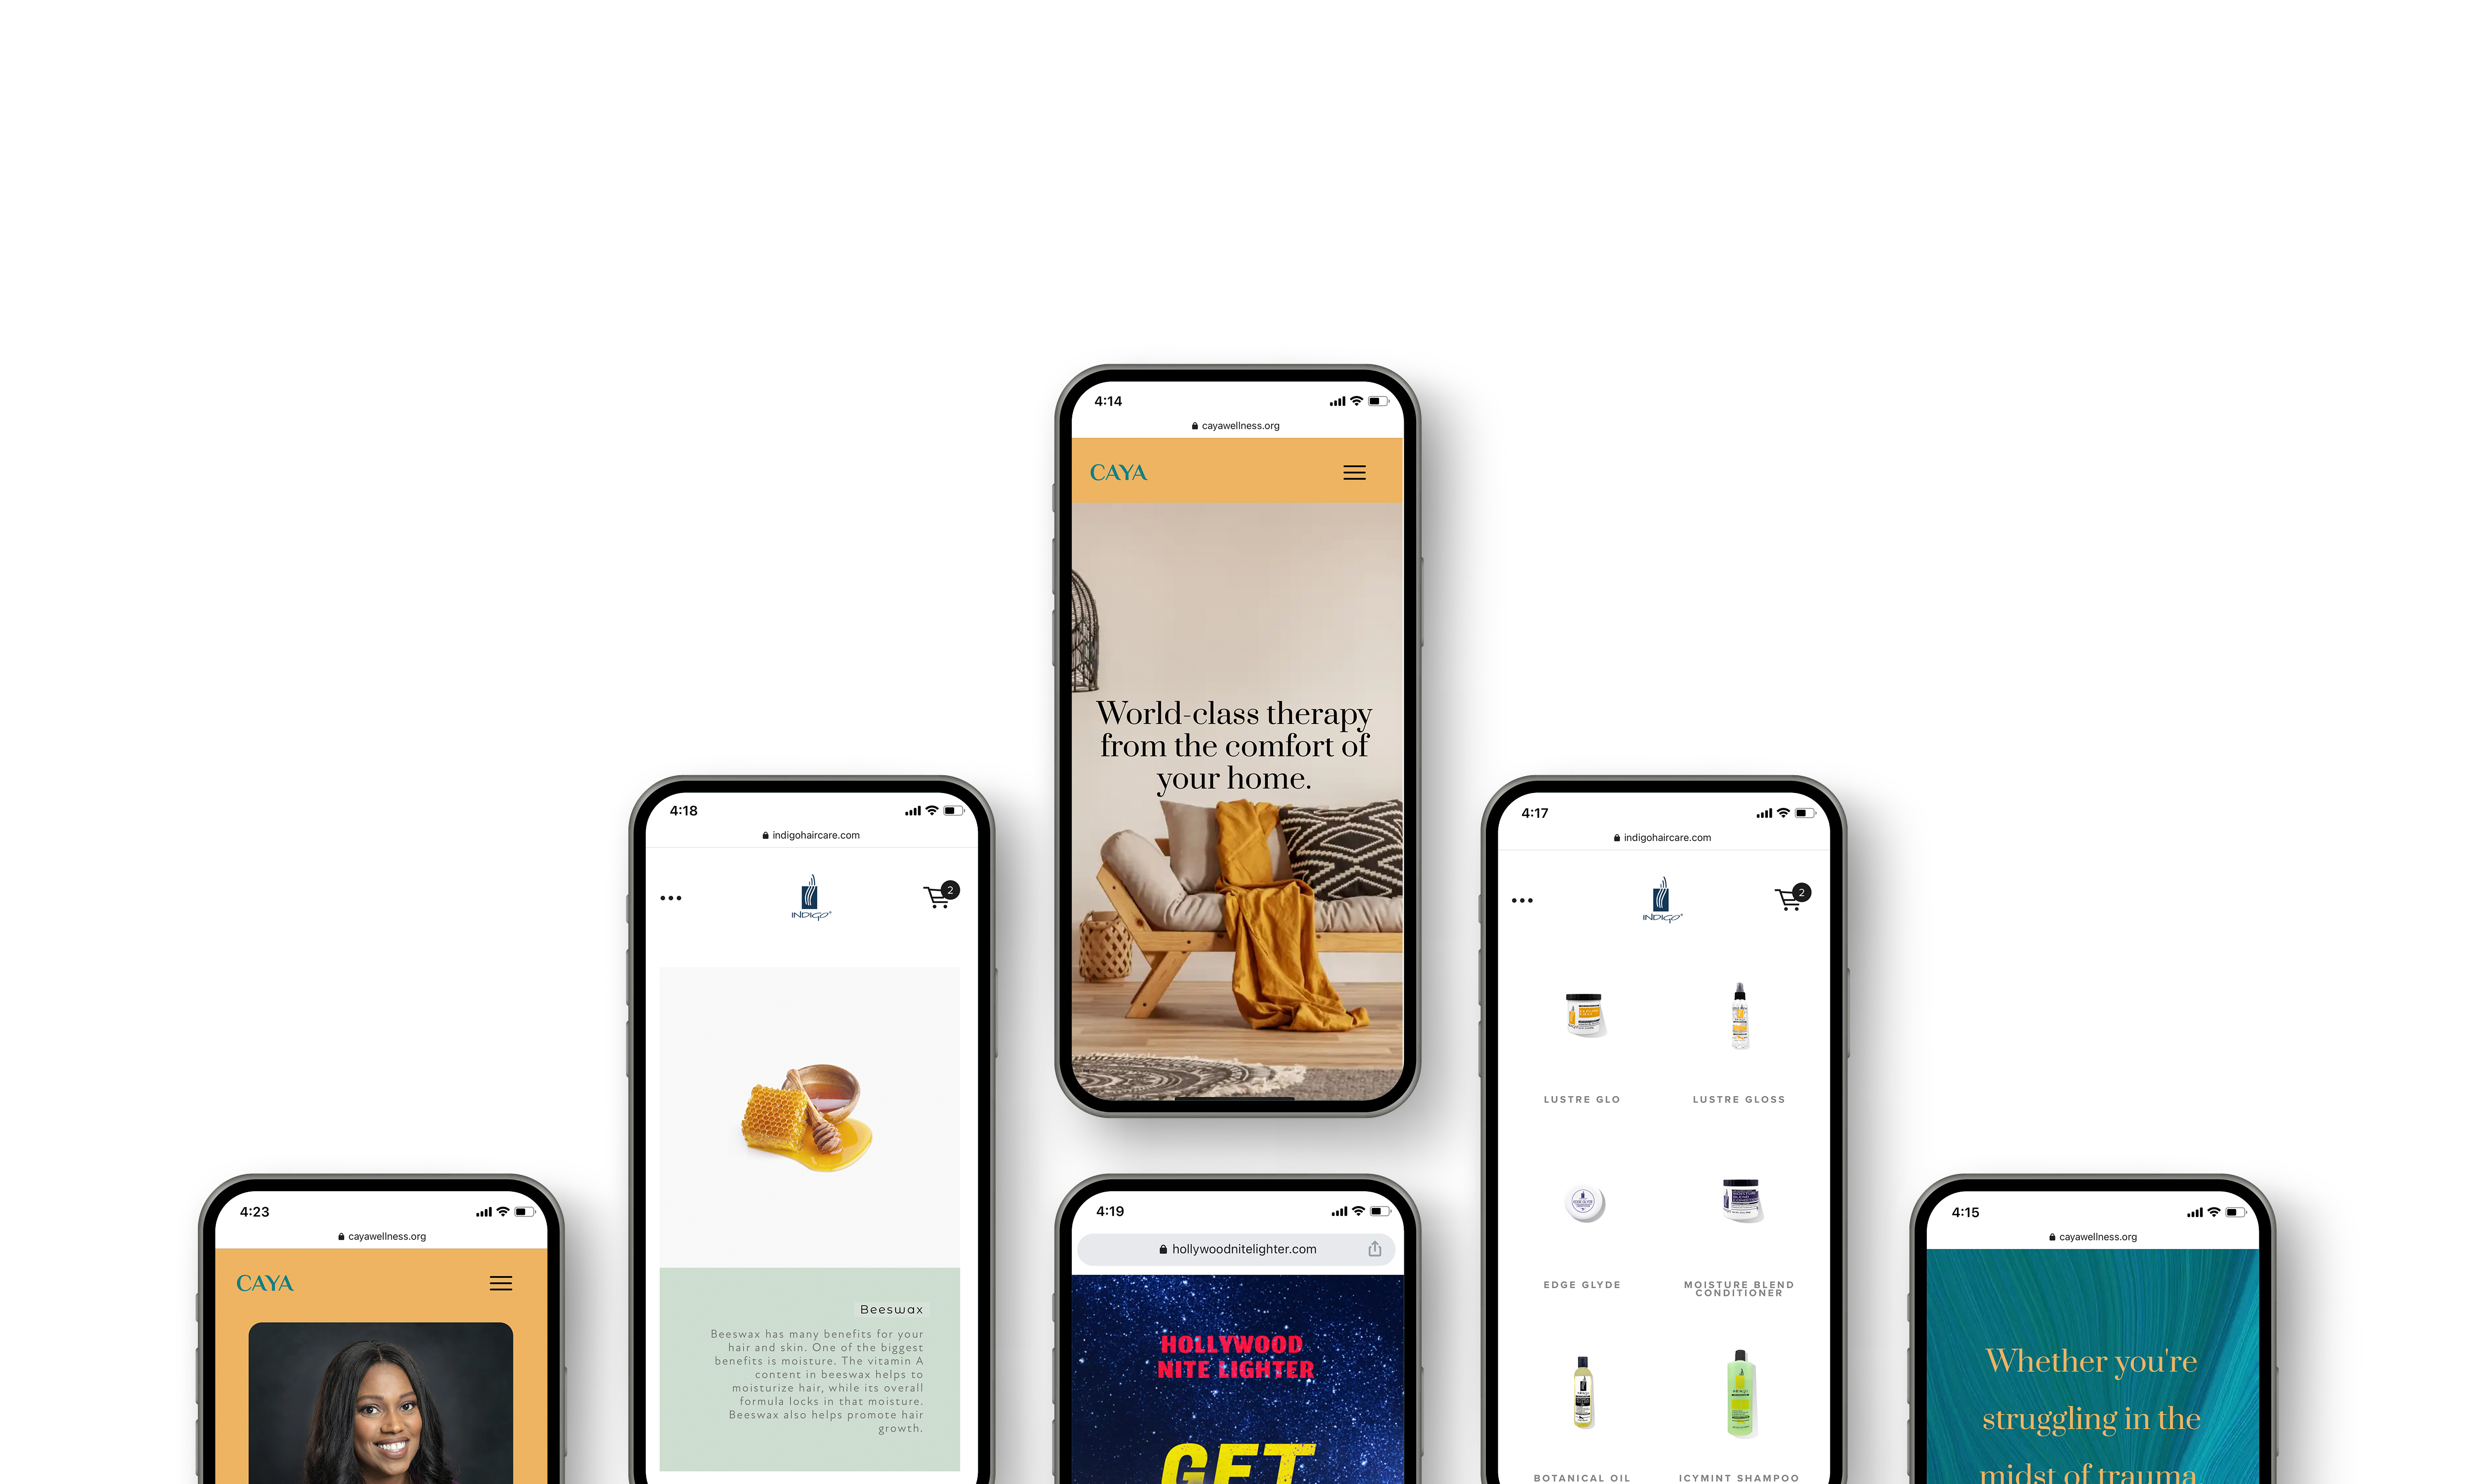 4:14
cayawellness.org
CAYA
World-class therapy
from the comfort of
your home.
4:18
indigohaircare.com
INDIGO®
2
Beeswax
Beeswax has many benefits for your
hair and skin. One of the biggest
benefits is moisture. The vitamin A
content in beeswax helps to
moisturize hair, while its overall
formula locks in that moisture.
Beeswax also helps promote hair
growth.
4:17
indigohaircare.com
INDIGO®
2
LUSTRE GLO
LUSTRE GLOSS
EDGE GLYDE
MOISTURE BLEND
CONDITIONER
BOTANICAL OIL
ICYMINT SHAMPOO
4:23
cayawellness.org
CAYA
4:19
hollywoodnitelighter.com
HOLLYWOOD
NITE LIGHTER
GET
4:15
cayawellness.org
Whether you're
struggling in the
midst of trauma